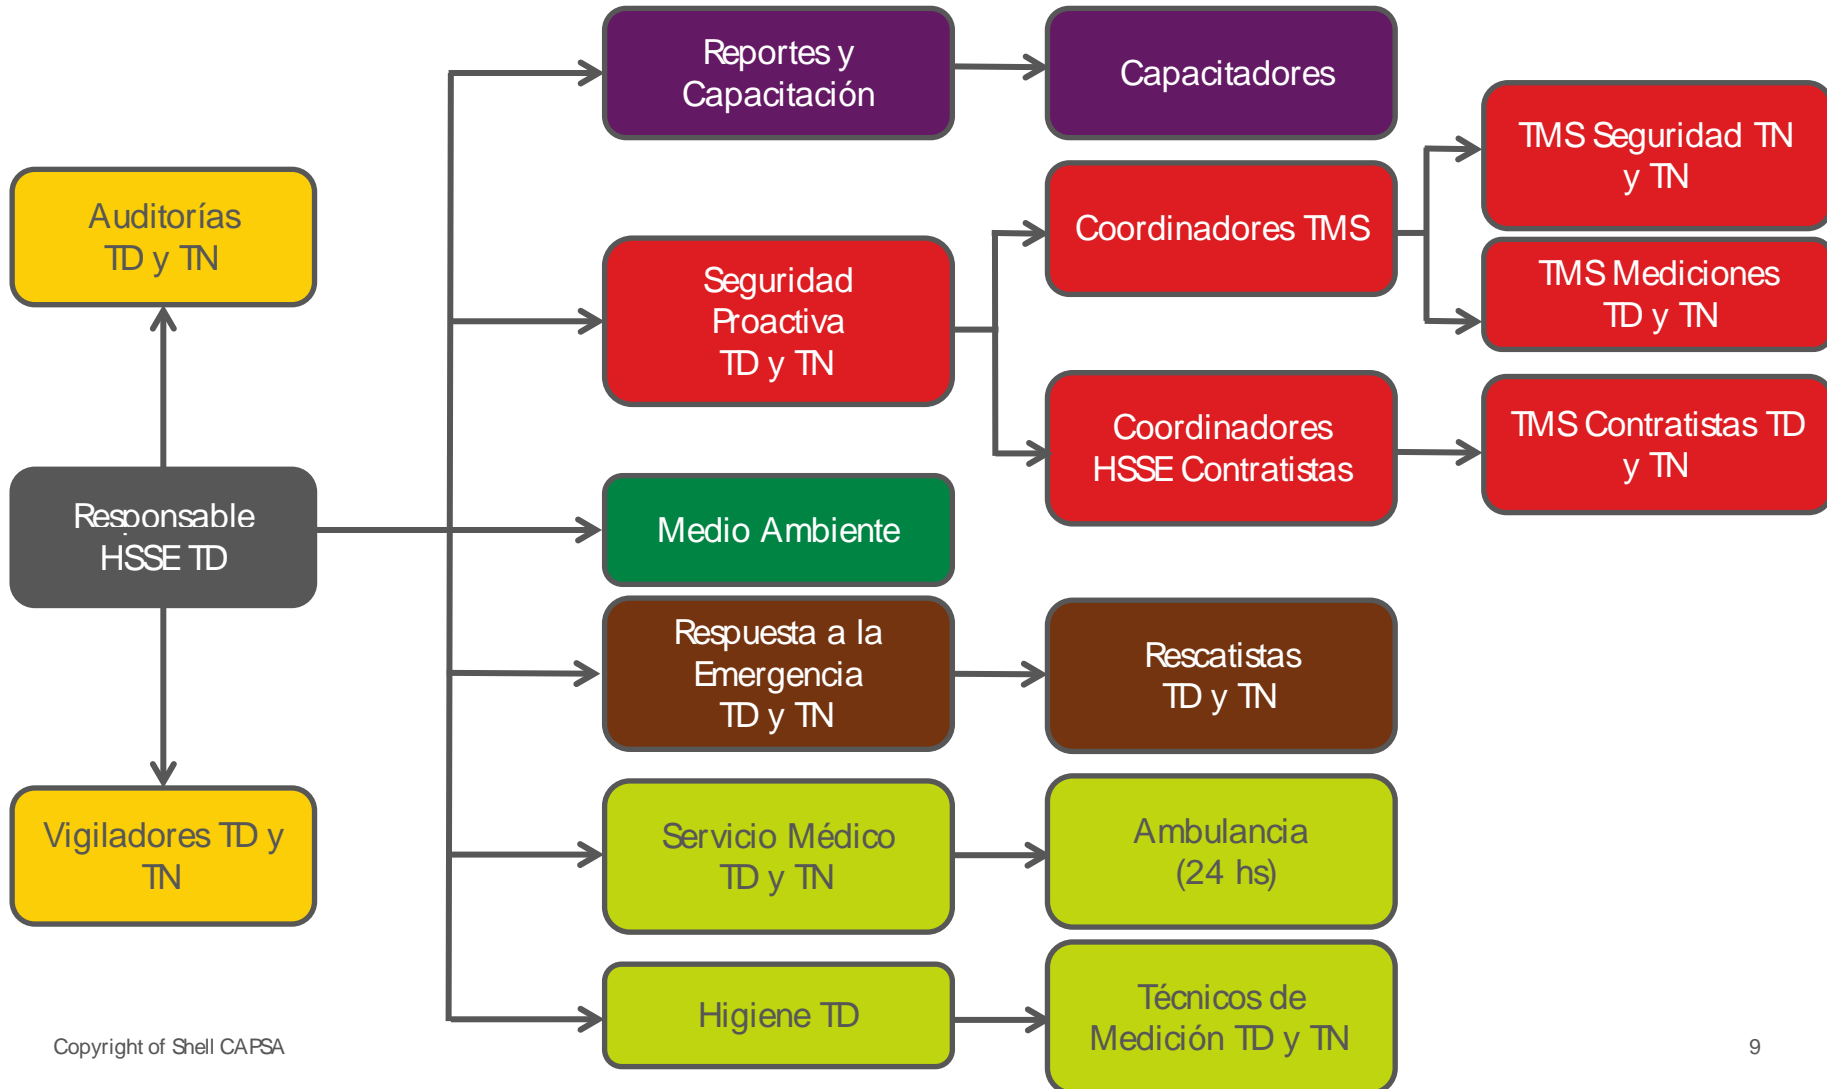 Reportes y
Capacitación
Capacitadores
TMS Seguridad TN
y TN
Auditorías
TD y TN
Coordinadores TMS
Seguridad
Proactiva
TD y TN
TMS Mediciones
TD y TN
Coordinadores
HSSE Contratistas
TMS Contratistas TD
y TN
Responsable
HSSE TD
Medio Ambiente
Respuesta a la
Emergencia
TD y TN
Rescatistas
TD y TN
Vigiladores TD y
TN
Servicio Médico
TD y TN
Ambulancia
(24 hs)
Higiene TD
Técnicos de
Medición TD y TN
Copyright of Shell CAPSA
9